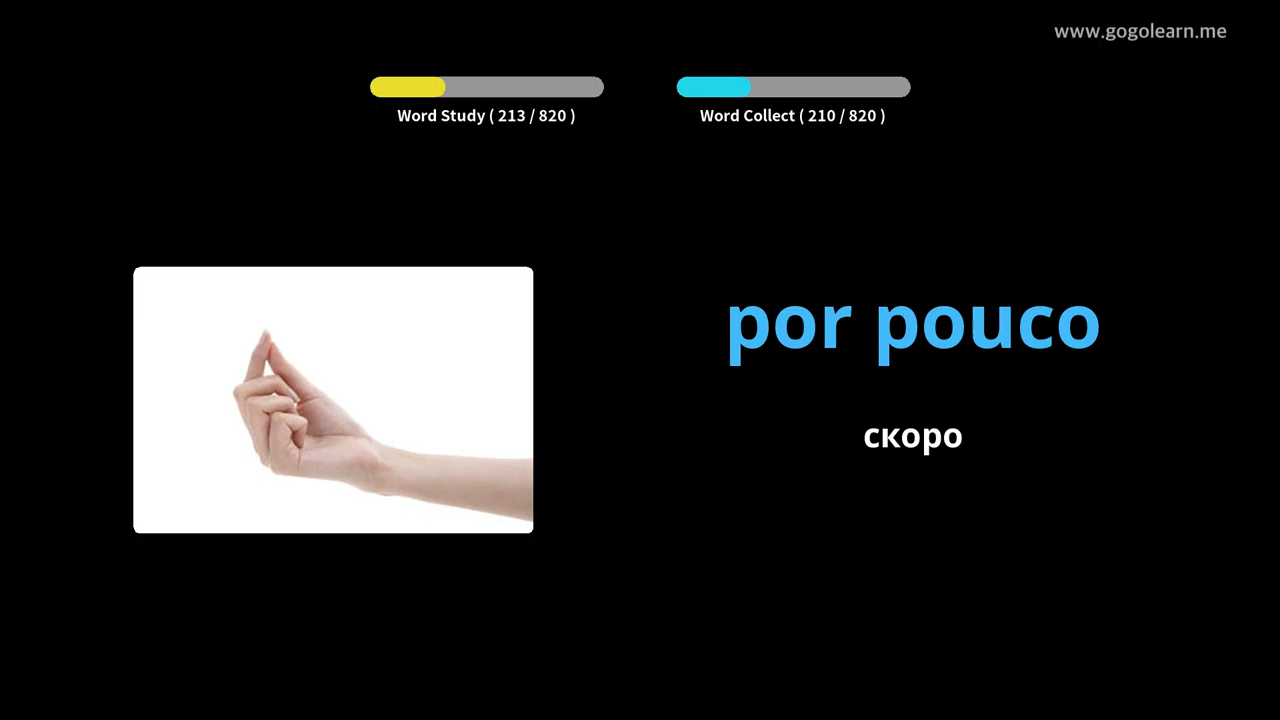 www.gogolearn.me
Word Study ( 213 / 820 )
Word Collect ( 210 / 820 )
por pouco
скоро